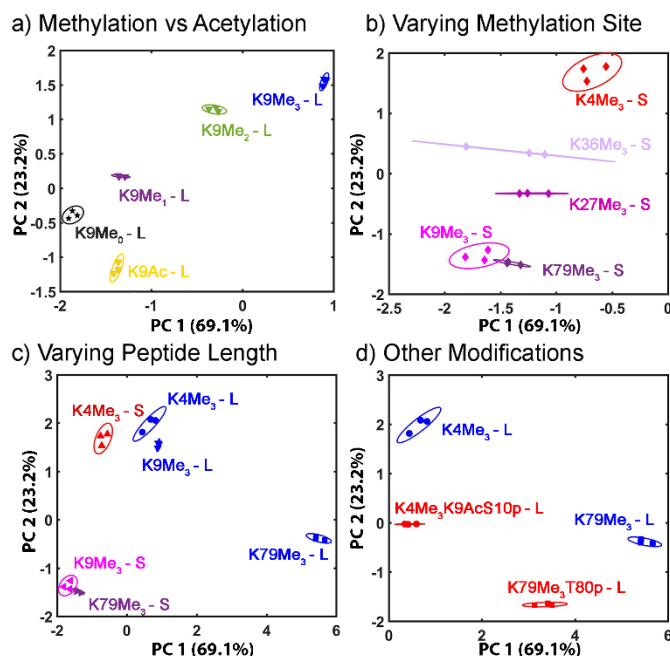 a) Methylation vs Acetylation
2
1.5
1
0.5
0
-0.5
-1
-1.5
-2
-1
0
1
PC 1 (69.1%)
PC 2 (23.2%)
K9Me3 - L
K9Me2 - L
K9Me1 - L
K9Me0 - L
K9Ac - L
b) Varying Methylation Site
2
1
0
-1
-2
-2.5
-2
-1.5
-1
-0.5
0
PC 1 (69.1%)
PC 2 (23.2%)
K4Me3 - S
K36Me3 - S
K27Me3 - S
K9Me3 - S
K79Me3 - S
c) Varying Peptide Length
3
2
1
0
-1
-2
-2
0
2
4
6
PC 1 (69.1%)
PC 2 (23.2%)
K4Me3 - L
K4Me3 - S
K9Me3 - L
K79Me3 - L
K9Me3 - S
K79Me3 - S
d) Other Modifications
3
2
1
0
-1
-2
0
2
4
6
PC 1 (69.1%)
PC 2 (23.2%)
K4Me3 - L
K4Me3K9AcS10p - L
K79Me3 - L
K79Me3T80p - L